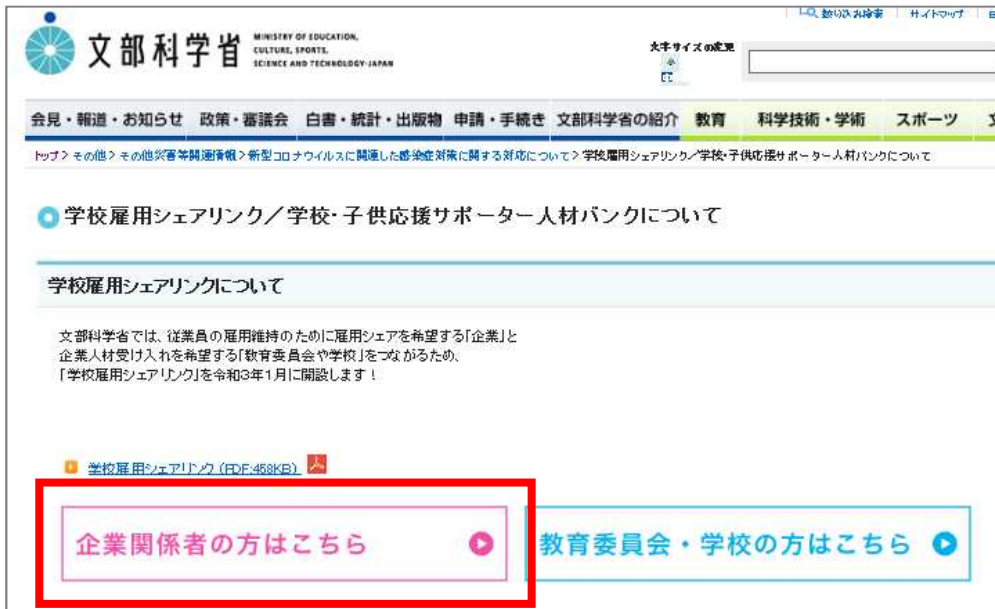 絞り込み検索 サイトマップ
文部科学省
MINISTRY OF EDUCATION,
CULTURE, SPORTS,
SCIENCE AND TECHNOLOGY-JAPAN
文字サイズの変更
小
会見・報道・お知らせ 政策・審議会 白書・統計・出版物 申請・手続き 文部科学省の紹介 教育 科学技術・学術 スポーツ
トップ > その他 > その他災害等関連情報 > 新型コロナウイルスに関連した感染症対策に関する対応について > 学校雇用シェアリンク/学校・子供応援サポーター人材バンクについて
学校雇用シェアリンク/学校・子供応援サポーター人材バンクについて
学校雇用シェアリンクについて
文部科学省では、従業員の雇用維持のために雇用シェアを希望する「企業」と
企業人材受け入れを希望する「教育委員会や学校」をつながるため、
「学校雇用シェアリンク」を令和3年1月に開設します！
学校雇用シェアリンク (PDF:458KB)
企業関係者の方はこちら
教育委員会・学校の方はこちら